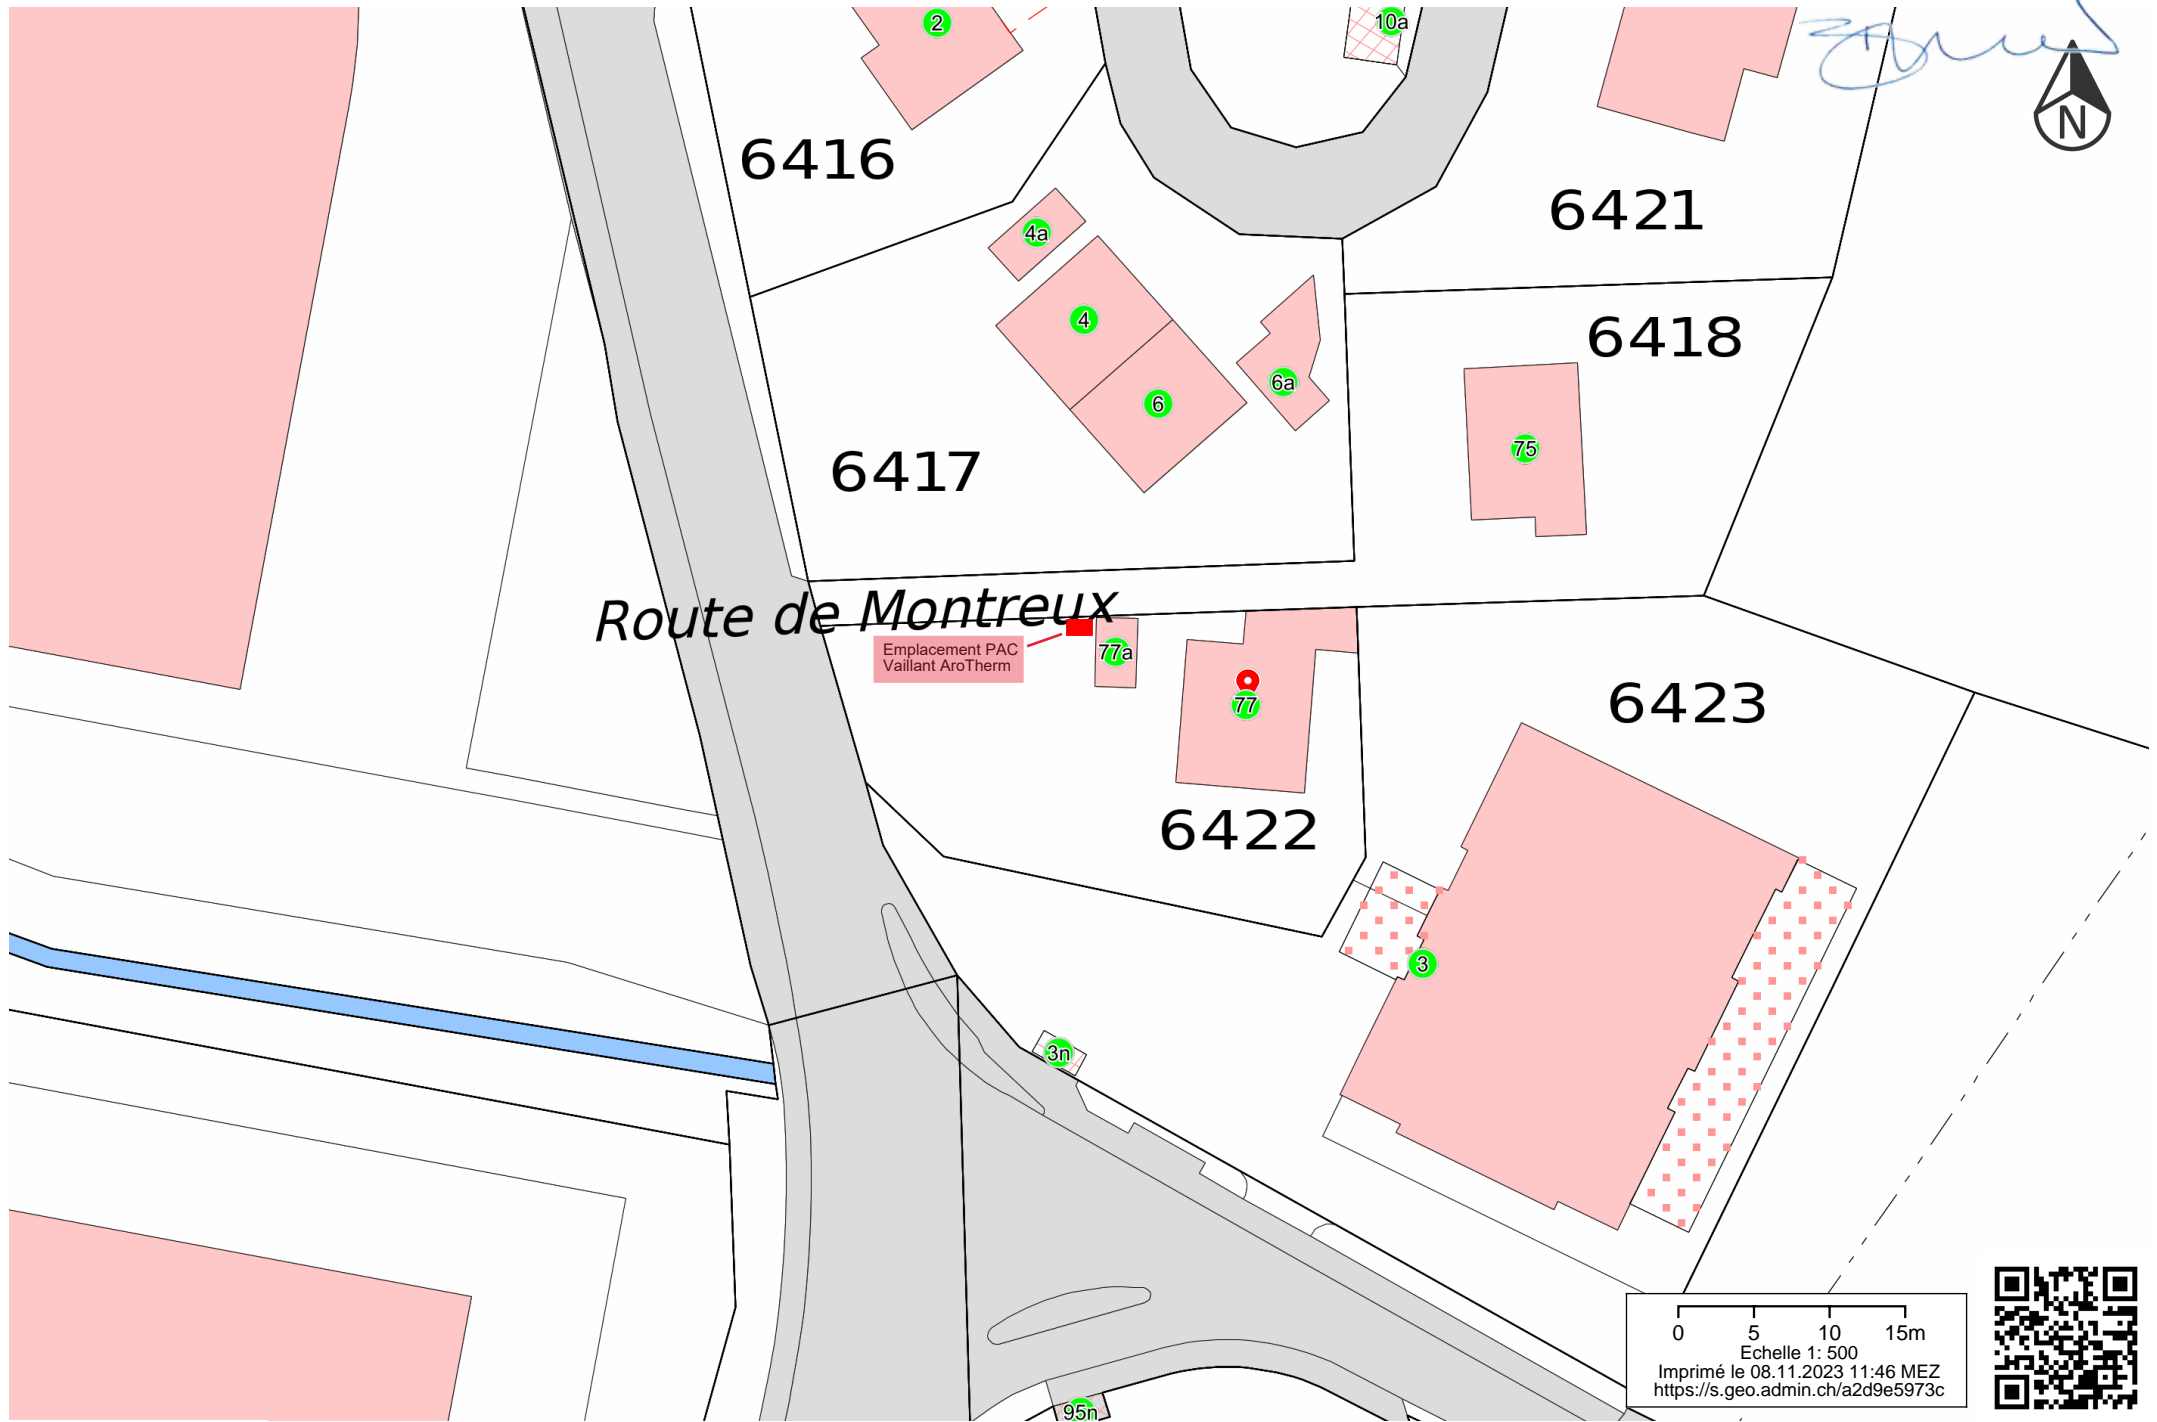 2
10a
N
6416
6421
4a
4
6418
6a
6
75
6417
Route de Montreux
Emplacement PAC
Vaillant AroTherm
77a
77
6423
6422
3
3n
95n
0 5 10 15m
Echelle 1: 500
Imprimé le 08.11.2023 11:46 MEZ
https://s.geo.admin.ch/a2d9e5973c